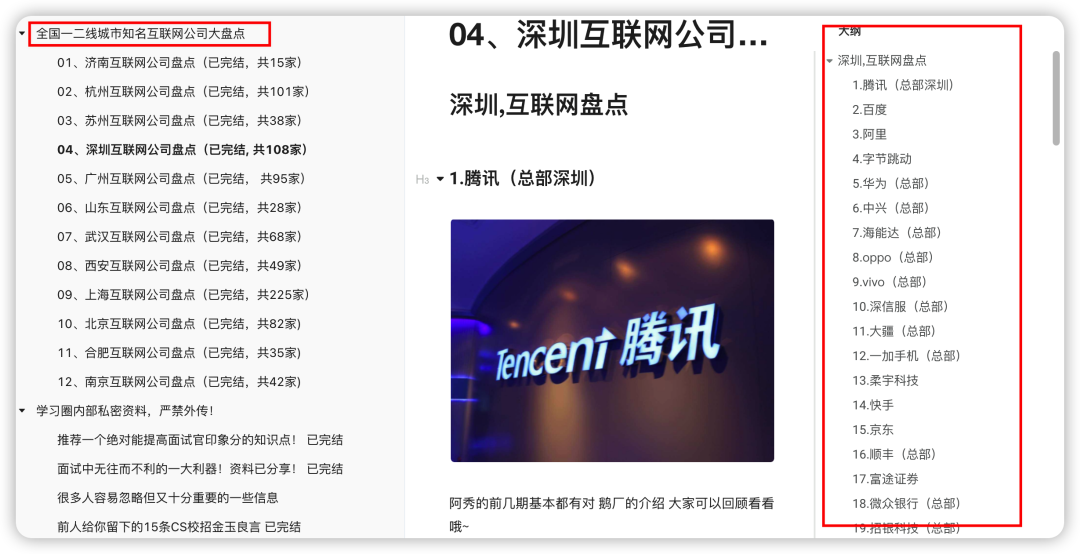 全国一二线城市知名互联网公司大盘点
01、济南互联网公司盘点（已完结，共15家）
02、杭州互联网公司盘点（已完结，共101家）
03、苏州互联网公司盘点（已完结，共38家）
04、深圳互联网公司盘点（已完结, 共108家）
05、广州互联网公司盘点（已完结， 共95家）
06、山东互联网公司盘点（已完结，共28家）
07、武汉互联网公司盘点（已完结，共68家）
08、西安互联网公司盘点（已完结，共49家）
09、上海互联网公司盘点（已完结，共225家）
10、北京互联网公司盘点（已完结，共82家)
11、合肥互联网公司盘点（已完结，共35家)
12、南京互联网公司盘点（已完结，共42家)
学习圈内部私密资料，严禁外传！
推荐一个绝对能提高面试官印象分的知识点！ 已完结
面试中无往而不利的一大利器！资料已分享！ 已完结
很多人容易忽略但又十分重要的一些信息
前人给你留下的15条CS校招金玉良言 已完结
04、深圳互联网公司...
深圳,互联网盘点
H3
1.腾讯（总部深圳）
Tencent 腾讯
阿秀的前几期基本都有对 鹅厂的介绍 大家可以回顾看看
哦~
大纲
深圳,互联网盘点
1.腾讯（总部深圳）
2.百度
3.阿里
4.字节跳动
5.华为（总部）
6.中兴（总部）
7.海能达（总部）
8.oppo（总部）
9.vivo（总部）
10.深信服（总部）
11.大疆（总部）
12.一加手机（总部）
13.柔宇科技
14.快手
15.京东
16.顺丰（总部）
17.富途证券
18.微众银行（总部）
19.招银科技（总部）